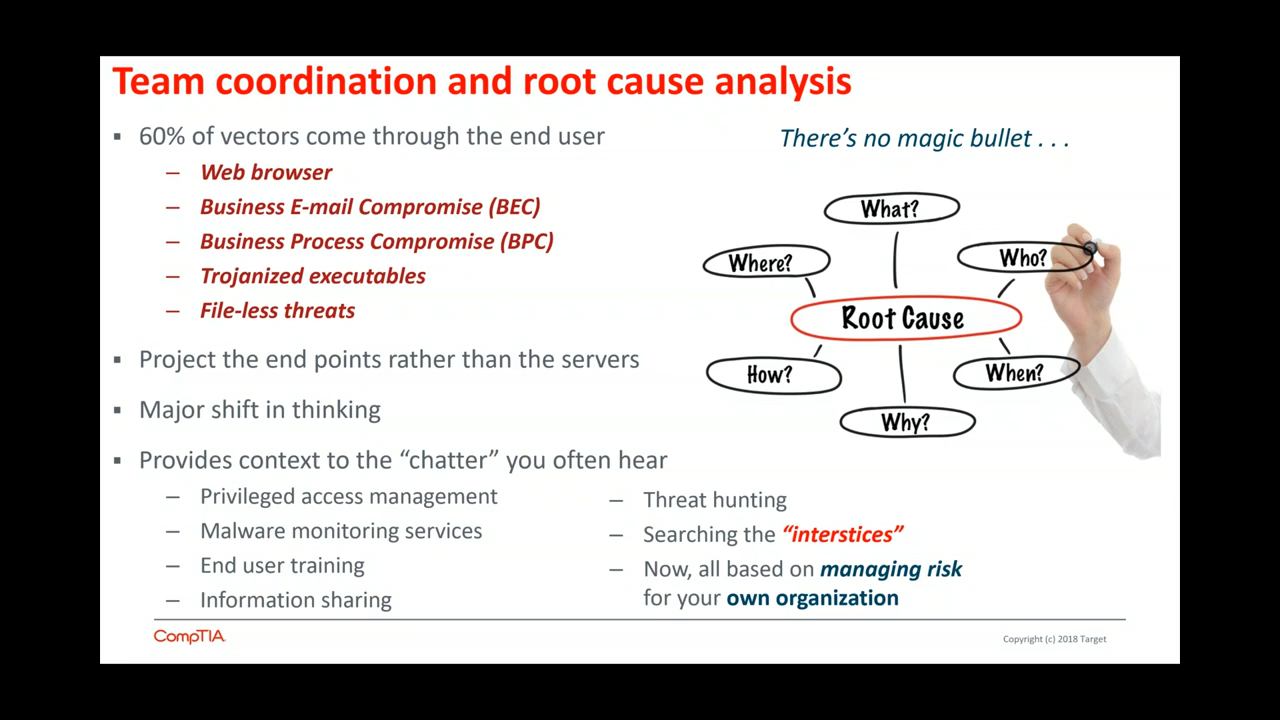 Team coordination and root cause analysis
▪ 60% of vectors come through the end user
– Web browser
– Business E-mail Compromise (BEC)
– Business Process Compromise (BPC)
– Trojanized executables
– File-less threats
▪ Project the end points rather than the servers
▪ Major shift in thinking
▪ Provides context to the “chatter” you often hear
– Privileged access management
– Malware monitoring services
– End user training
– Information sharing
– Threat hunting
– Searching the “interstices”
– Now, all based on managing risk
for your own organization
There’s no magic bullet . . .
What?
Where?
Who?
Root Cause
How?
When?
Why?
CompTIA.
Copyright (c) 2018 Target